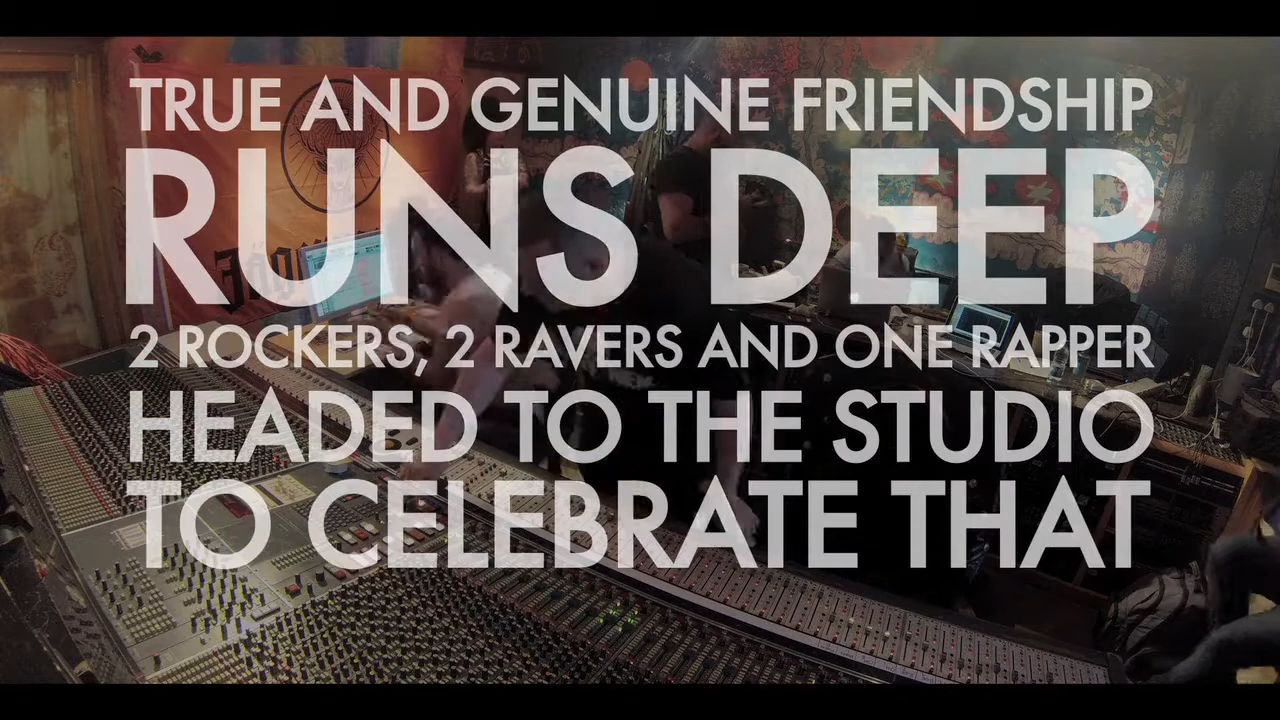 TRUE AND GENUINE FRIENDSHIP
RUNS DEEP
2 ROCKERS, 2 RAVERS AND ONE RAPPER
HEADED TO THE STUDIO
TO CELEBRATE THAT